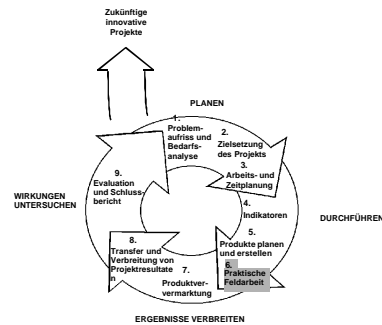 Zukünftige
innovative
Projekte
PLANEN
1.
Problem-
aufriss und
Bedarfs-
analyse
2.
Zielsetzung
des Projekts
3.
Arbeits- und
Zeitplanung
4.
Indikatoren
5.
Produkte planen
und erstellen
6.
Praktische
Feldarbeit
7.
Produktver-
vermarktung
8.
Transfer und
Verbreitung von
Projektresultate
n
9.
Evaluation
und Schluss-
bericht
WIRKUNGEN
UNTERSUCHEN
DURCHFÜHREN
ERGEBNISSE VERBREITEN